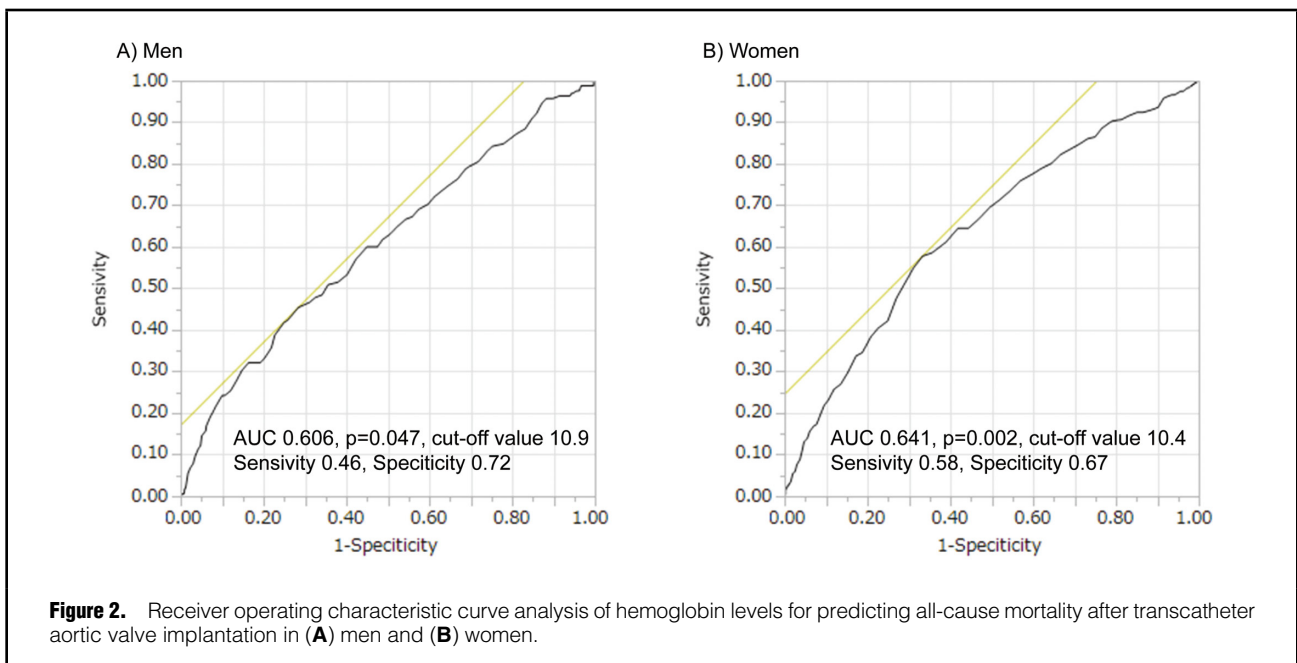 A) Men
1.00
0.90
0.80
0.70
0.60
0.50
0.40
0.30
0.20
0.10
0.00
Sensivity
AUC 0.606, p=0.047, cut-off value 10.9
Sensivity 0.46, Speciticity 0.72
0.00 0.20 0.40 0.60 0.80 1.00
1-Speciticity
B) Women
1.00
0.90
0.80
0.70
0.60
0.50
0.40
0.30
0.20
0.10
0.00
Sensivity
AUC 0.641, p=0.002, cut-off value 10.4
Sensivity 0.58, Speciticity 0.67
0.00 0.20 0.40 0.60 0.80 1.00
1-Speciticity
Figure 2. Receiver operating characteristic curve analysis of hemoglobin levels for predicting all-cause mortality after transcatheter
aortic valve implantation in (A) men and (B) women.